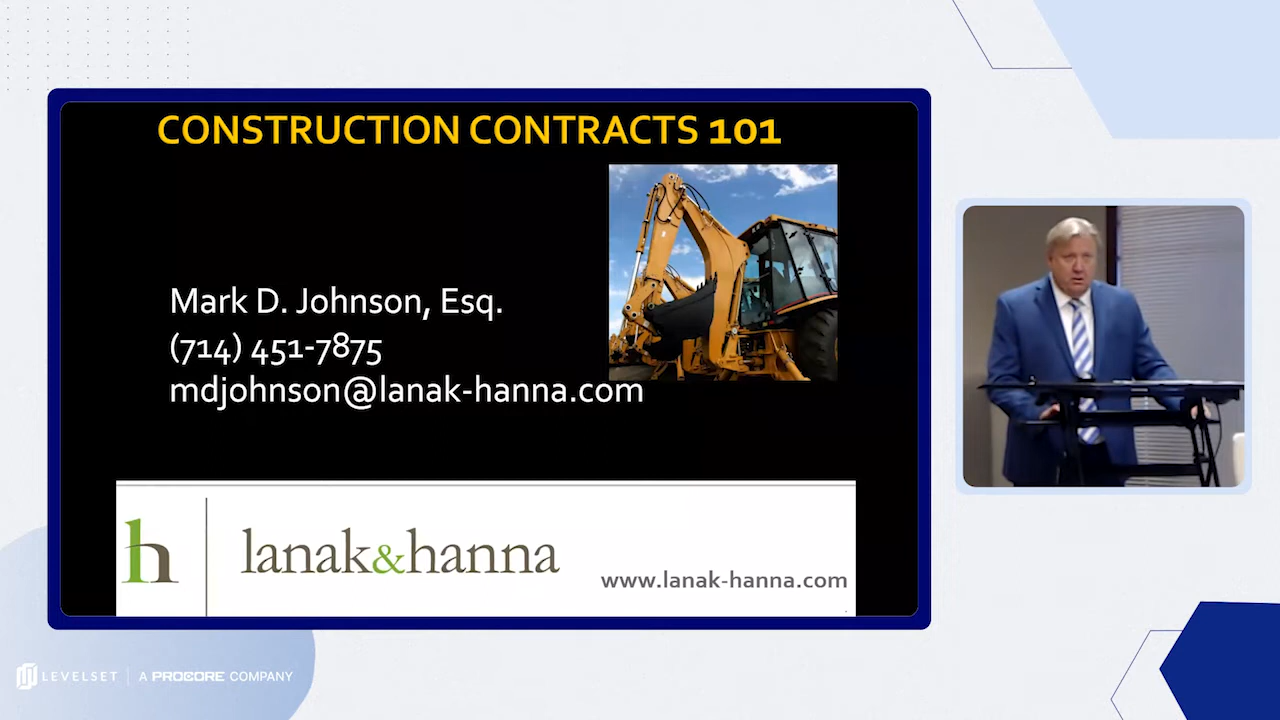 CONSTRUCTION CONTRACTS 101
Mark D. Johnson, Esq.
(714) 451-7875
mdjohnson@lanak-hanna.com
h
lanak&hanna
www.lanak-hanna.com
LEVELSET | A PROCORE COMPANY